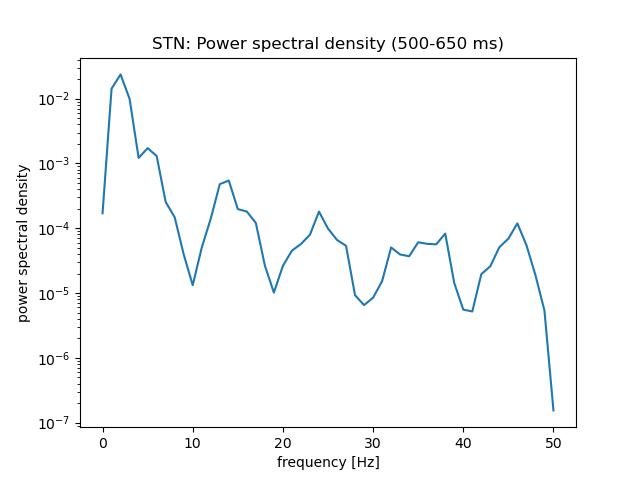 STN: Power spectral density (500-650 ms)
power spectral density
10⁻²
10⁻³
10⁻⁴
10⁻⁵
10⁻⁶
10⁻⁷
0 10 20 30 40 50
frequency [Hz]